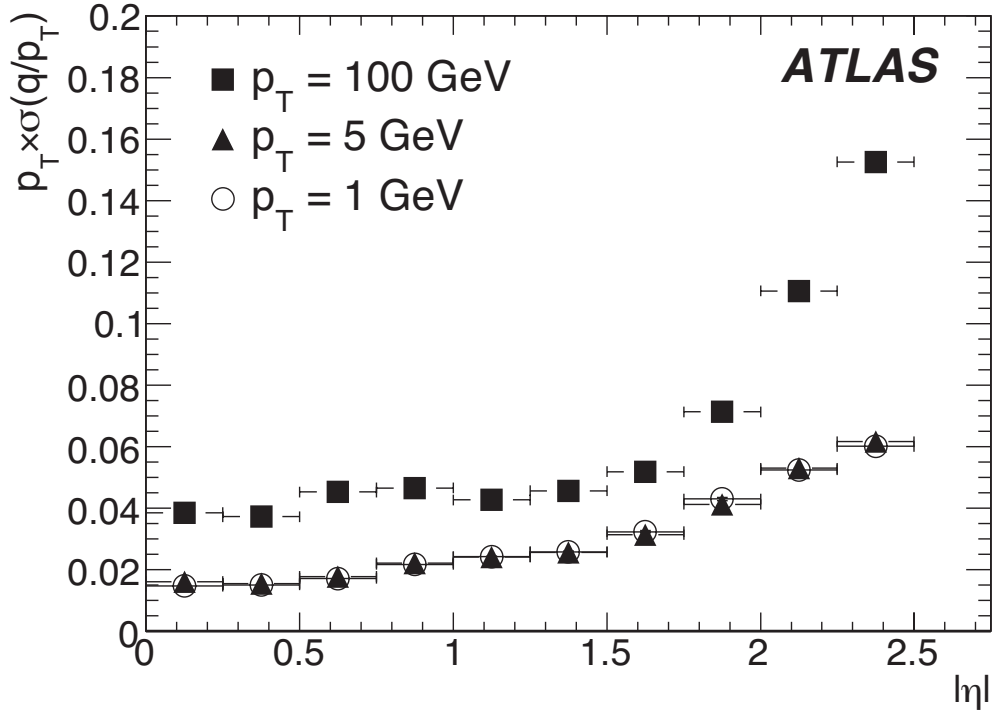 p_T×σ(q/p_T)
0.2
0.18
0.16
0.14
0.12
0.1
0.08
0.06
0.04
0.02
0
ATLAS
p_T = 100 GeV
p_T = 5 GeV
p_T = 1 GeV
0 0.5 1 1.5 2 2.5
|η|